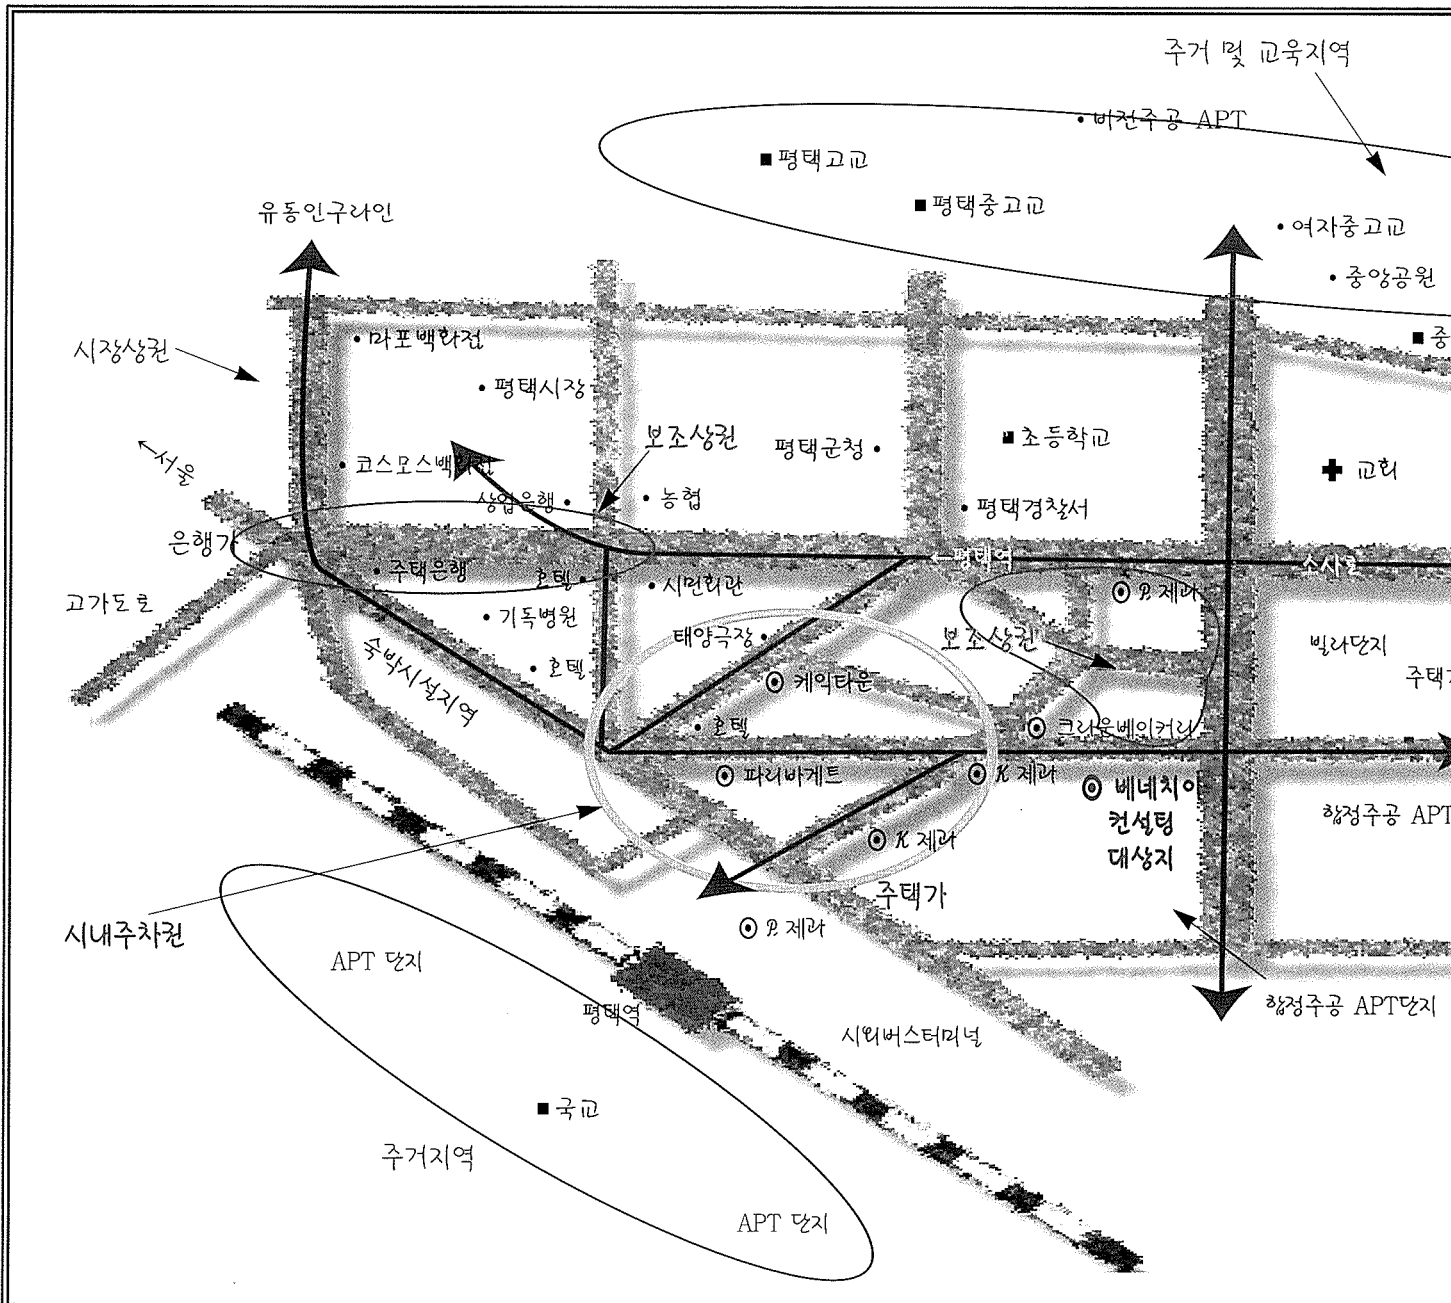 주거 및 교육지역
비전주공 APT
평택고교
평택중고교
유동인구라인
여자중고교
중앙공원
중
마포백화점
시장상권
평택시장
보조상권
평택군청
초등학교
←서울
코스모스백화점
교회
상업은행
농협
평택경찰서
은행가
주택은행
호텔
시민회관
←평택역
소사로
P 제과
고가도로
기독병원
태양극장
보조상권
빌라단지
숙박시설지역
호텔
케익타운
주택가
호텔
크라운베이커리
파리바게트
K 제과
베네치아
컨설팅
대상지
합정주공 APT
K 제과
주택가
시내주차권
P 제과
APT 단지
평택역
시외버스터미널
합정주공 APT단지
국교
주거지역
APT 단지